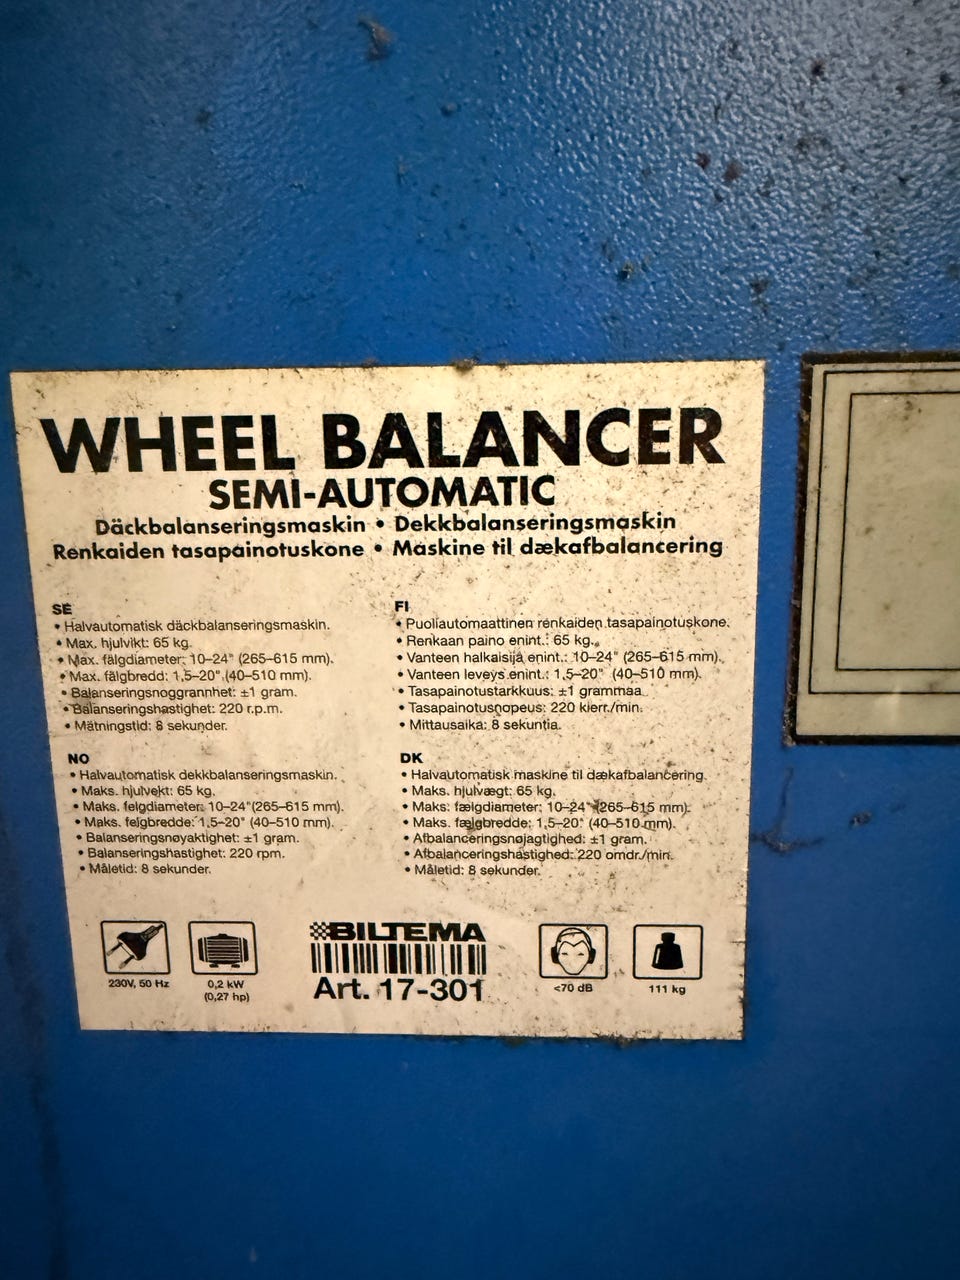 WHEEL BALANCER
SEMI-AUTOMATIC
Däckbalanseringsmaskin • Dekkbalanseringsmaskin
Renkaiden tasapainotuskone • Maskine til dækafbalancering
SE
• Halvautomatisk däckbalanseringsmaskin.
• Max. hjulvikt: 65 kg.
• Max. fälgdiameter: 10–24" (265–615 mm).
• Max. fälgbredd: 1,5–20" (40–510 mm).
• Balanseringsnoggrannhet: ±1 gram.
• Balanseringshastighet: 220 r.p.m.
• Mätningstid: 8 sekunder.
FI
• Puoliautomaattinen renkaiden tasapainotuskone.
• Renkaan paino enint.: 65 kg.
• Vanteen halkaisija enint.: 10–24" (265–615 mm).
• Vanteen leveys enint.: 1,5–20" (40–510 mm).
• Tasapainotustarkkuus: ±1 grammaa.
• Tasapainotusnopeus: 220 kierr./min.
• Mittausaika: 8 sekuntia.
NO
• Halvautomatisk dekkbalanseringsmaskin.
• Maks. hjulvekt: 65 kg.
• Maks. felgdiameter: 10–24"(265–615 mm).
• Maks. felgbredde: 1,5–20" (40–510 mm).
• Balanseringsnøyaktighet: ±1 gram.
• Balanseringshastighet: 220 rpm.
• Måletid: 8 sekunder.
DK
• Halvautomatisk maskine til dækafbalancering.
• Maks. hjulvægt: 65 kg.
• Maks. fælgdiameter: 10–24" (265–615 mm).
• Maks. fælgbredde: 1,5–20" (40–510 mm).
• Afbalanceringsnøjagtighed: ±1 gram.
• Afbalanceringshastighed: 220 omdr./min.
• Måletid: 8 sekunder.
230V, 50 Hz
0,2 kW
(0,27 hp)
BILTEMA
Art. 17-301
<70 dB
111 kg